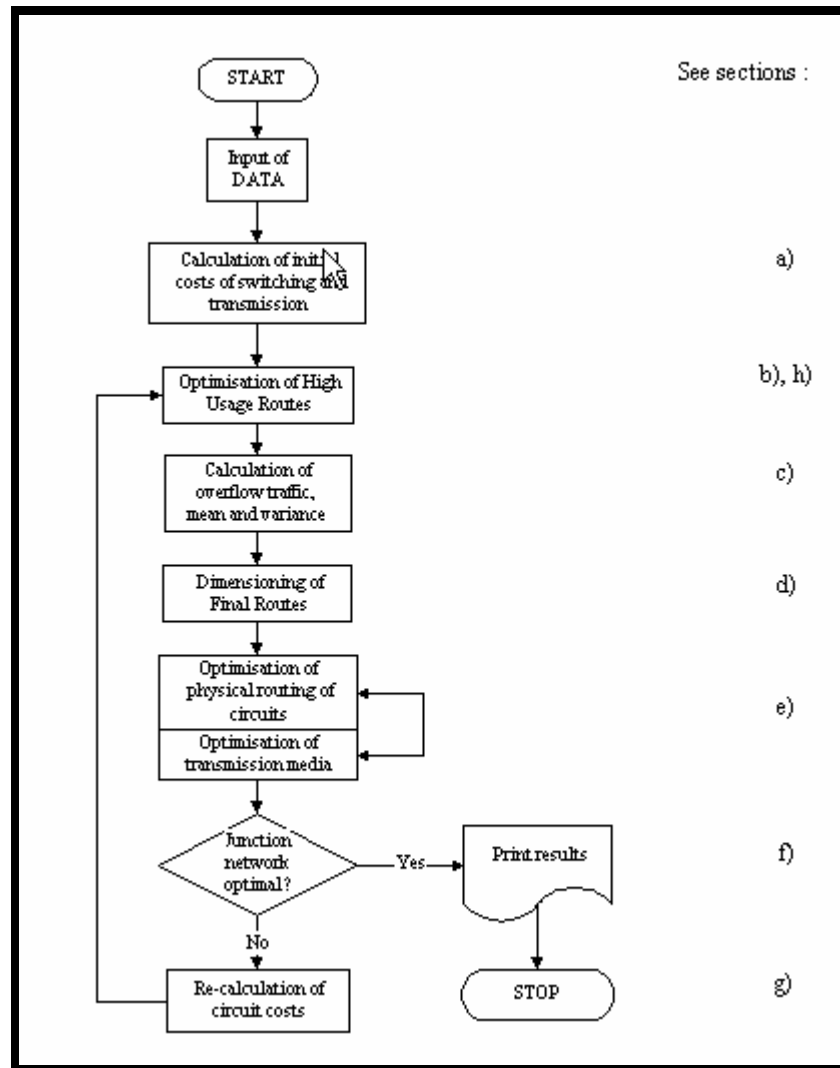 START
See sections :
Input of
DATA
Calculation of initial
costs of switching and
transmission
a)
Optimisation of High
Usage Routes
b), h)
Calculation of
overflow traffic,
mean and variance
c)
Dimensioning of
Final Routes
d)
Optimisation of
physical routing of
circuits
e)
Optimisation of
transmission media
Junction
network
optimal?
Yes
Print results
f)
No
Re-calculation of
circuit costs
STOP
g)